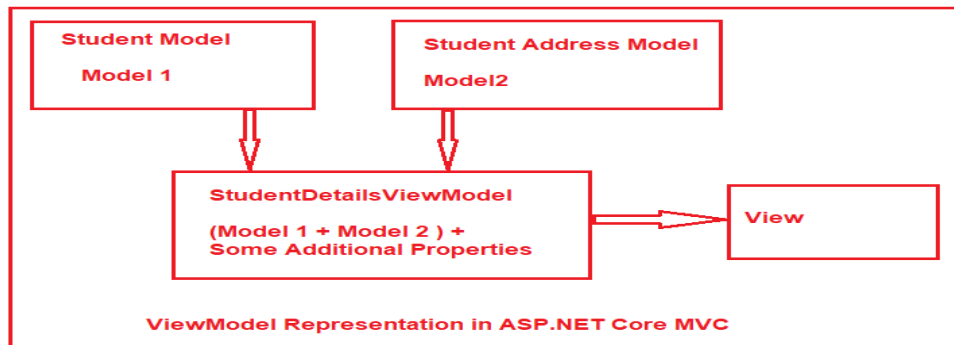 Student Model
Model 1
Student Address Model
Model2
StudentDetailsViewModel
(Model 1 + Model 2 ) +
Some Additional Properties
View
ViewModel Representation in ASP.NET Core MVC